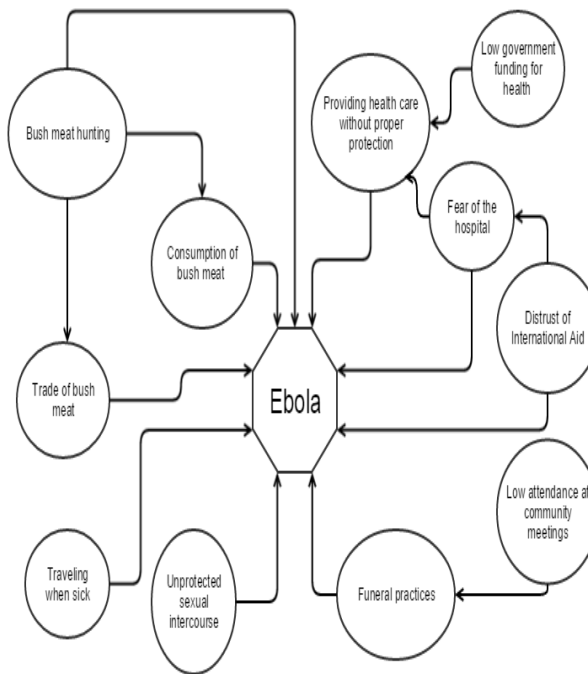 Low government
funding for
health
Providing health care
without proper
protection
Bush meat hunting
Fear of the
hospital
Consumption of
bush meat
Distrust of
International Aid
Trade of bush
meat
Ebola
Low attendance at
community
meetings
Traveling
when sick
Unprotected
sexual
intercourse
Funeral practices